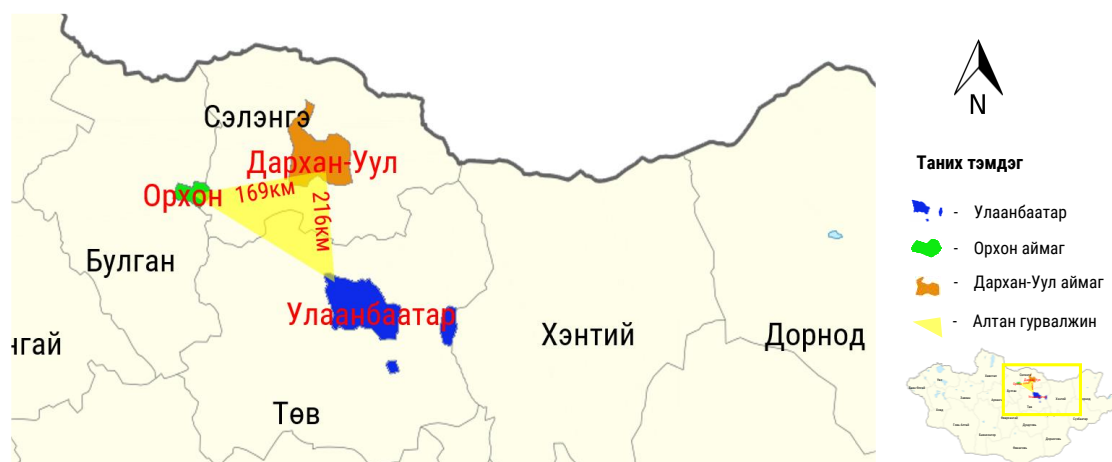 Сэлэнгэ
Дархан-Уул
Орхон
169км
216км
Булган
Улаанбаатар
нгай
Хэнтий
Дорнод
Төв
N
Таних тэмдэг
- Улаанбаатар
- Орхон аймаг
- Дархан-Уул аймаг
- Алтан гурвалжин